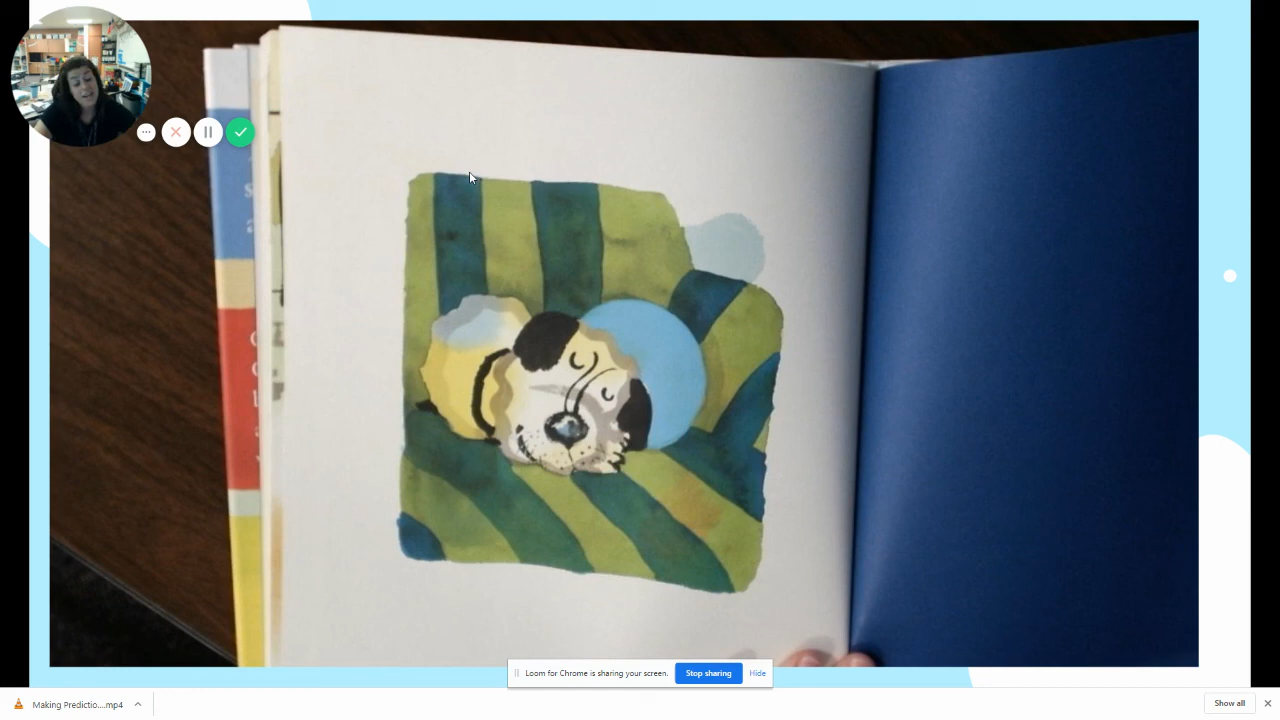 Loom for Chrome is sharing your screen.
Stop sharing
Hide
Making Predictio....mp4
Show all